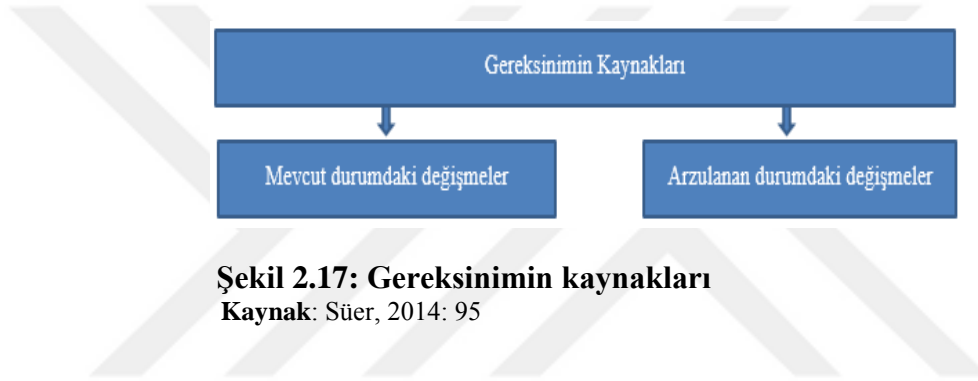 Gereksinimin Kaynakları
Mevcut durumdaki değişmeler
Arzulanan durumdaki değişmeler
Şekil 2.17: Gereksinimin kaynakları
Kaynak: Süer, 2014: 95